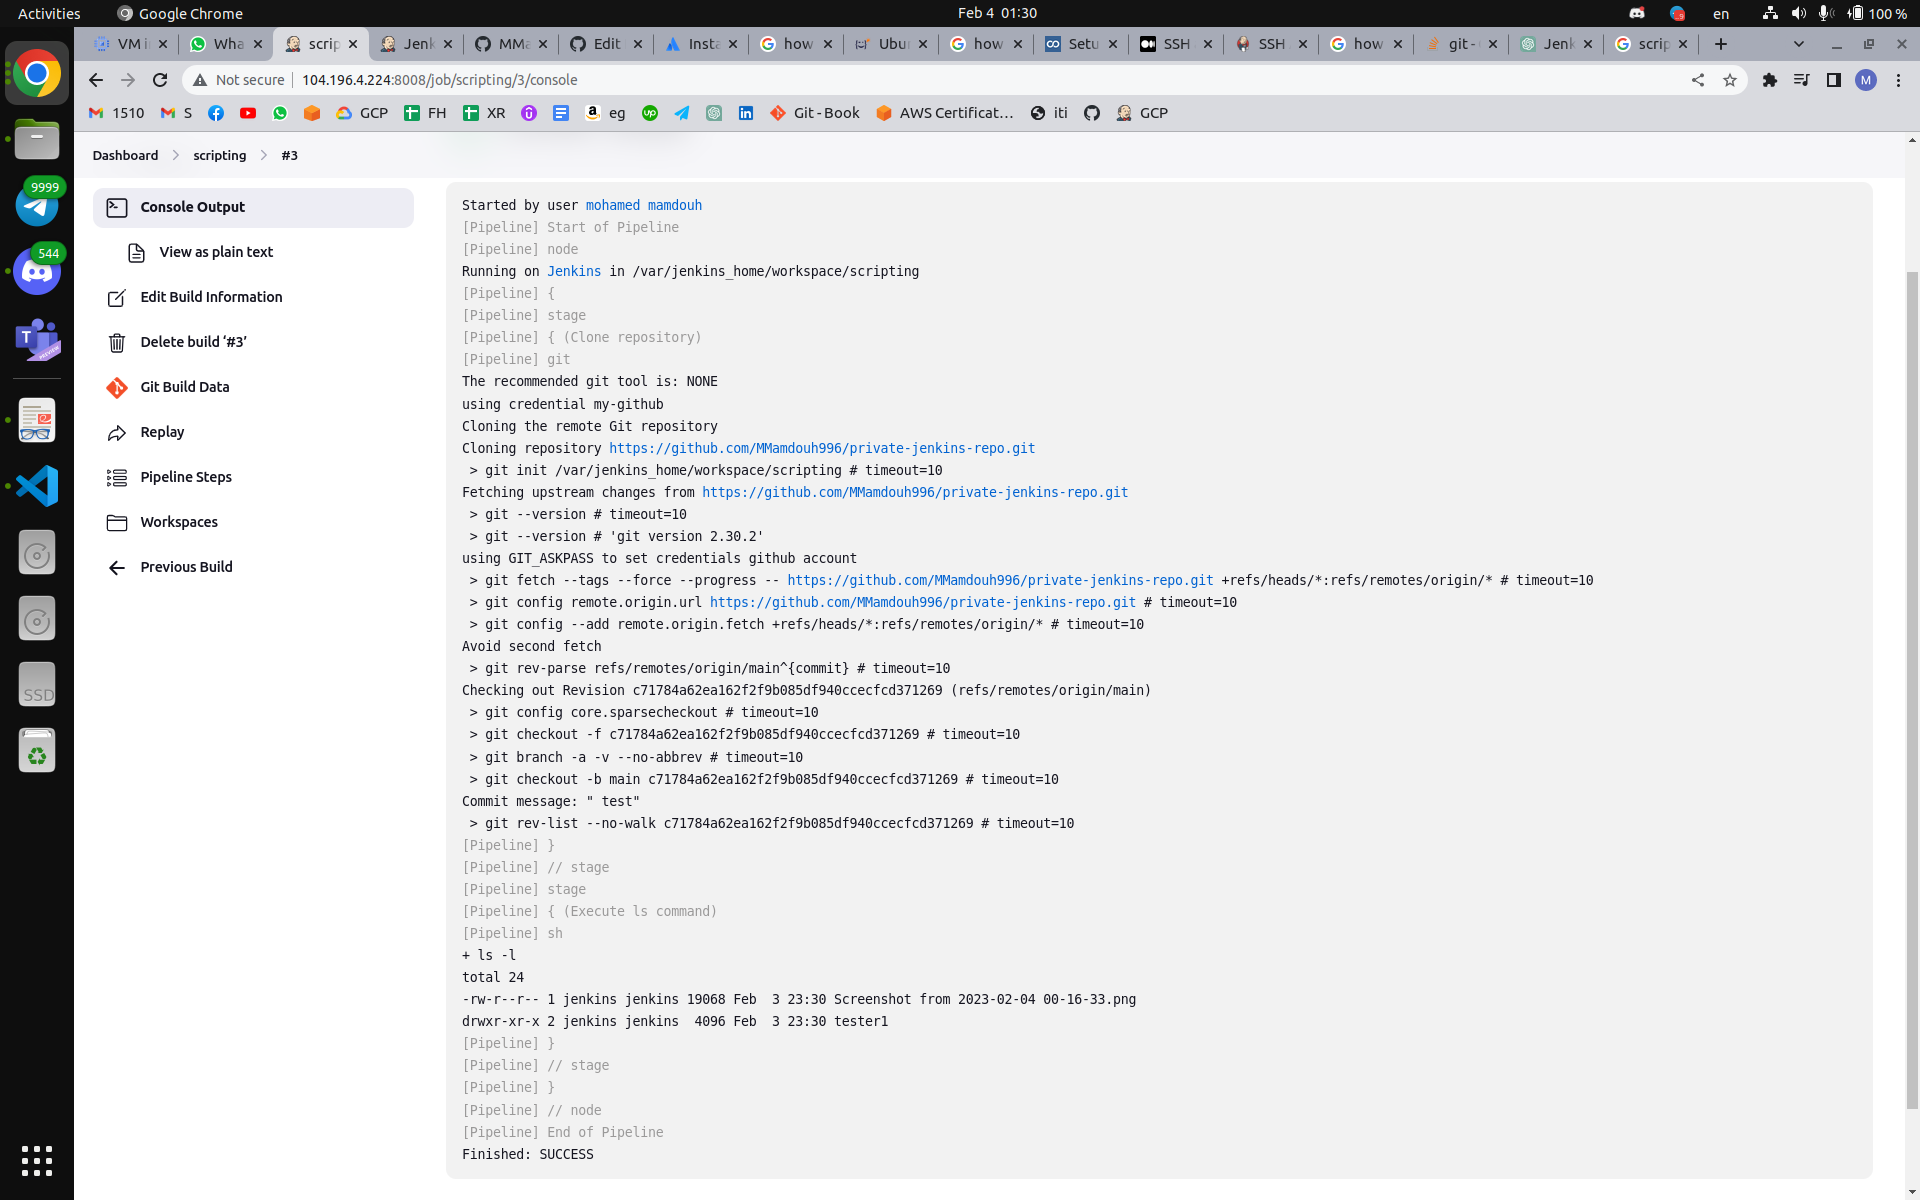 Activities
Google Chrome
Feb 4 01:30
en
100 %
VM i
Wha
scrip
Jenk
MMa
Edit
Insta
how
Ubu
how
Setu
SSH
SSH
how
git -
Jenk
scrip
Not secure
104.196.4.224:8008/job/scripting/3/console
M
1510
S
GCP
FH
XR
eg
Git - Book
AWS Certificat…
iti
GCP
Dashboard
scripting
#3
9999
544
SSD
Console Output
View as plain text
Edit Build Information
Delete build ‘#3’
Git Build Data
Replay
Pipeline Steps
Workspaces
Previous Build
Started by user mohamed mamdouh
[Pipeline] Start of Pipeline
[Pipeline] node
Running on Jenkins in /var/jenkins_home/workspace/scripting
[Pipeline] {
[Pipeline] stage
[Pipeline] { (Clone repository)
[Pipeline] git
The recommended git tool is: NONE
using credential my-github
Cloning the remote Git repository
Cloning repository https://github.com/MMamdouh996/private-jenkins-repo.git
> git init /var/jenkins_home/workspace/scripting # timeout=10
Fetching upstream changes from https://github.com/MMamdouh996/private-jenkins-repo.git
> git --version # timeout=10
> git --version # 'git version 2.30.2'
using GIT_ASKPASS to set credentials github account
> git fetch --tags --force --progress -- https://github.com/MMamdouh996/private-jenkins-repo.git +refs/heads/*:refs/remotes/origin/* # timeout=10
> git config remote.origin.url https://github.com/MMamdouh996/private-jenkins-repo.git # timeout=10
> git config --add remote.origin.fetch +refs/heads/*:refs/remotes/origin/* # timeout=10
Avoid second fetch
> git rev-parse refs/remotes/origin/main^{commit} # timeout=10
Checking out Revision c71784a62ea162f2f9b085df940ccecfcd371269 (refs/remotes/origin/main)
> git config core.sparsecheckout # timeout=10
> git checkout -f c71784a62ea162f2f9b085df940ccecfcd371269 # timeout=10
> git branch -a -v --no-abbrev # timeout=10
> git checkout -b main c71784a62ea162f2f9b085df940ccecfcd371269 # timeout=10
Commit message: " test"
> git rev-list --no-walk c71784a62ea162f2f9b085df940ccecfcd371269 # timeout=10
[Pipeline] }
[Pipeline] // stage
[Pipeline] stage
[Pipeline] { (Execute ls command)
[Pipeline] sh
+ ls -l
total 24
-rw-r--r-- 1 jenkins jenkins 19068 Feb  3 23:30 Screenshot from 2023-02-04 00-16-33.png
drwxr-xr-x 2 jenkins jenkins  4096 Feb  3 23:30 tester1
[Pipeline] }
[Pipeline] // stage
[Pipeline] }
[Pipeline] // node
[Pipeline] End of Pipeline
Finished: SUCCESS